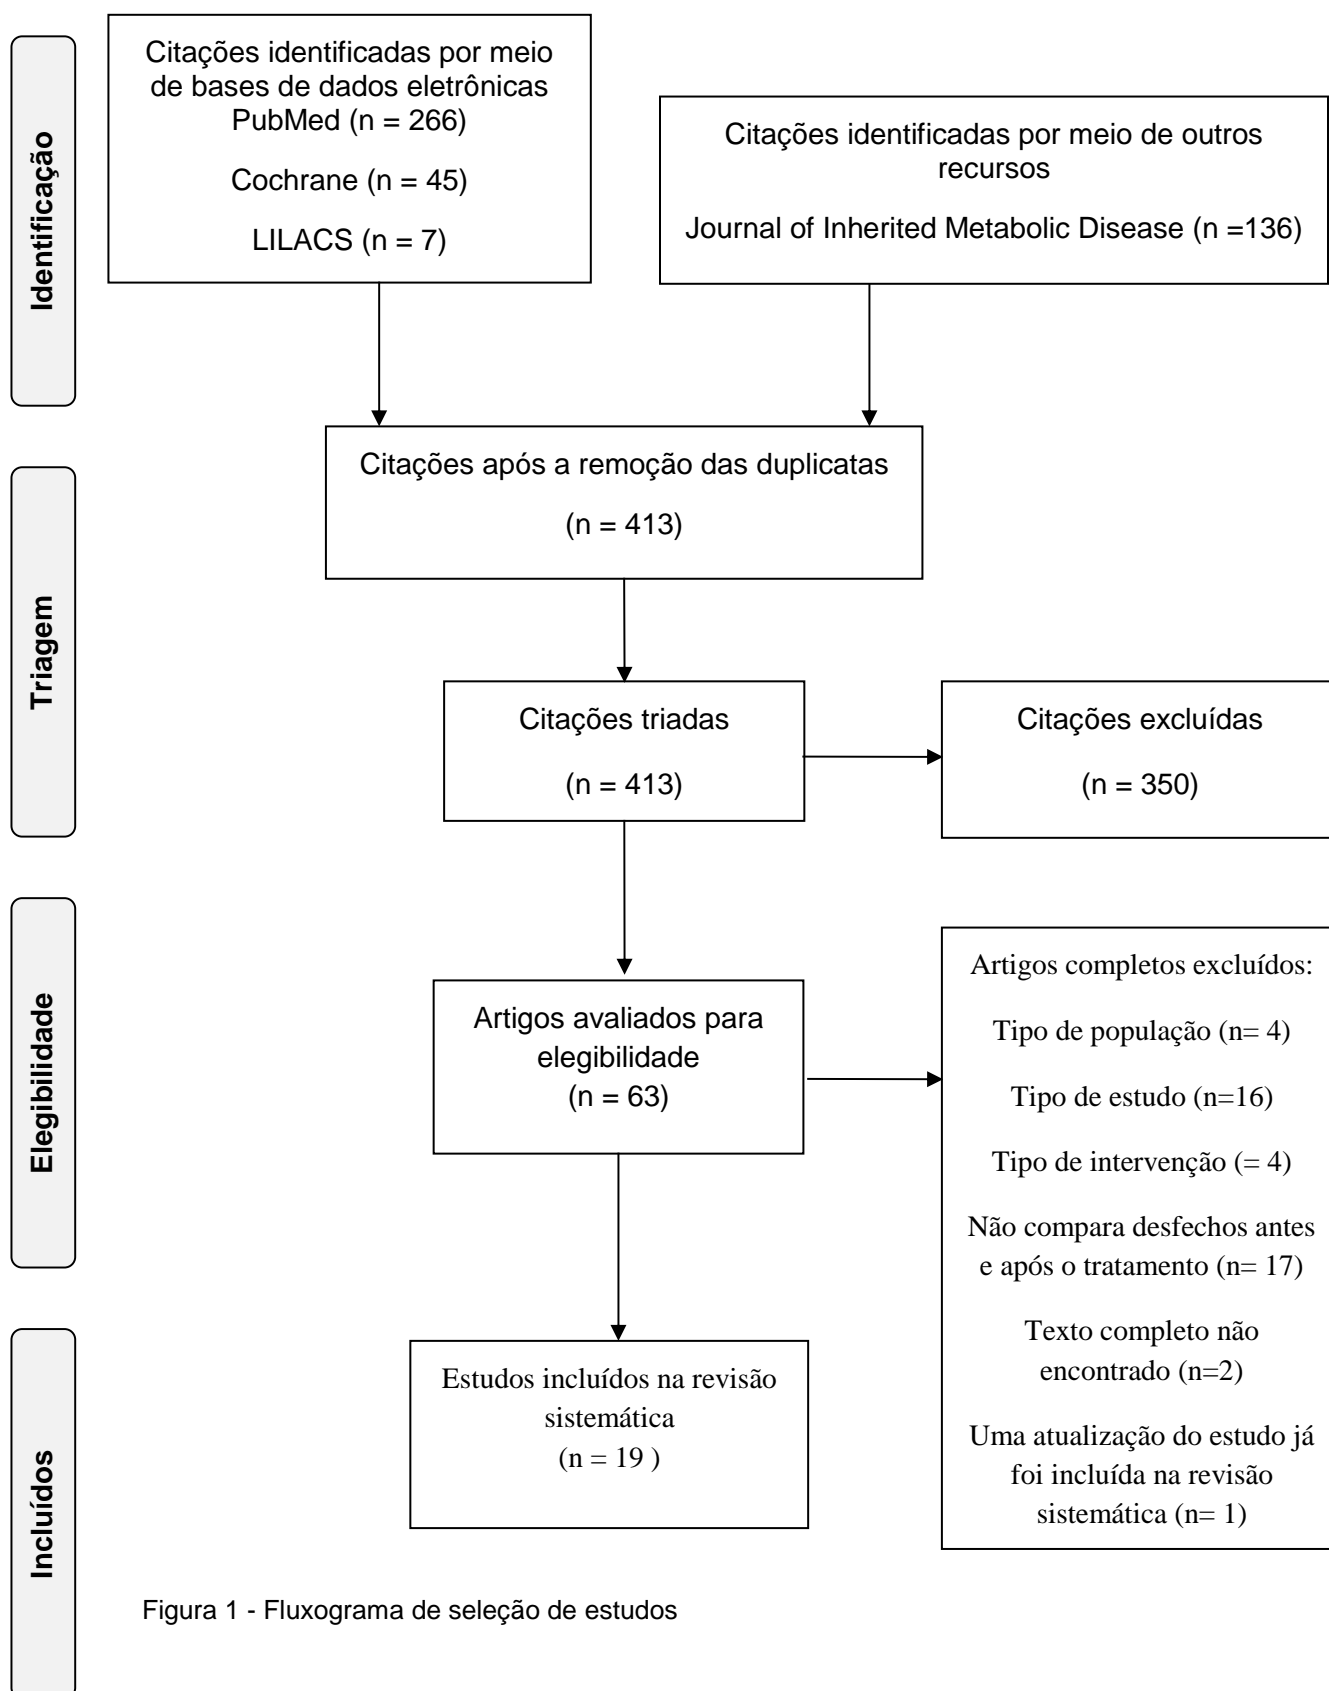 Identificação
Citações identificadas por meio
de bases de dados eletrônicas
PubMed (n = 266)
Cochrane (n = 45)
LILACS (n = 7)
Citações identificadas por meio de outros
recursos
Journal of Inherited Metabolic Disease (n =136)
Triagem
Citações após a remoção das duplicatas
(n = 413)
Citações triadas
(n = 413)
Citações excluídas
(n = 350)
Elegibilidade
Artigos avaliados para
elegibilidade
(n = 63)
Artigos completos excluídos:
Tipo de população (n= 4)
Tipo de estudo (n=16)
Tipo de intervenção (= 4)
Não compara desfechos antes
e após o tratamento (n= 17)
Texto completo não
encontrado (n=2)
Uma atualização do estudo já
foi incluída na revisão
sistemática (n= 1)
Incluídos
Estudos incluídos na revisão
sistemática
(n = 19 )
Figura 1 - Fluxograma de seleção de estudos